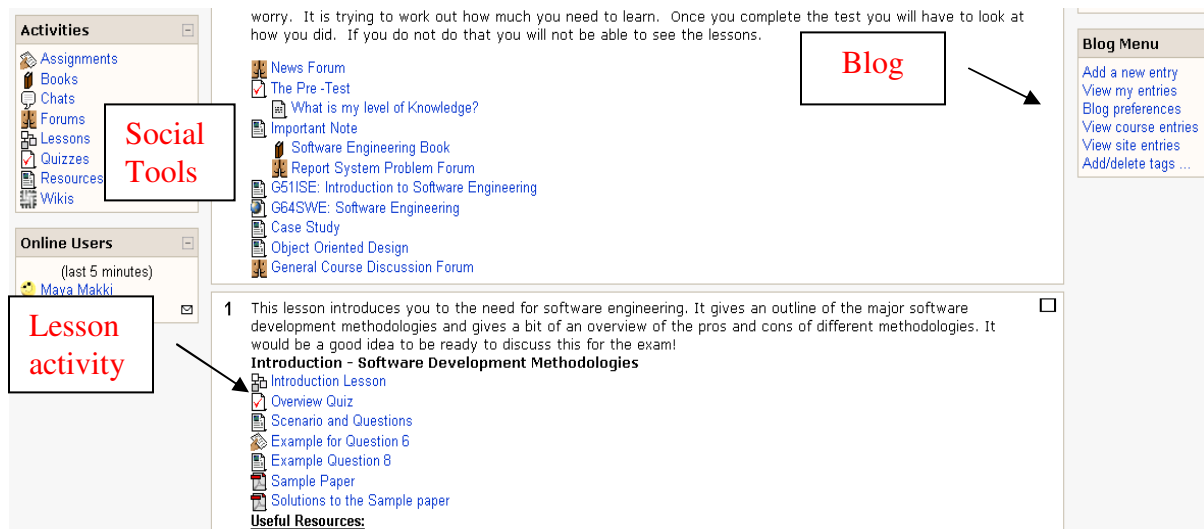 Activities
Assignments
Books
Chats
Forums
Lessons
Quizzes
Resources
Wikis
Social
Tools
Online Users
(last 5 minutes)
Maya Makki
Lesson
activity
worry. It is trying to work out how much you need to learn. Once you complete the test you will have to look at
how you did. If you do not do that you will not be able to see the lessons.
News Forum
The Pre -Test
What is my level of Knowledge?
Important Note
Software Engineering Book
Report System Problem Forum
G51ISE: Introduction to Software Engineering
G64SWE: Software Engineering
Case Study
Object Oriented Design
General Course Discussion Forum
1 This lesson introduces you to the need for software engineering. It gives an outline of the major software
development methodologies and gives a bit of an overview of the pros and cons of different methodologies. It
would be a good idea to be ready to discuss this for the exam!
Introduction - Software Development Methodologies
Introduction Lesson
Overview Quiz
Scenario and Questions
Example for Question 6
Example Question 8
Sample Paper
Solutions to the Sample paper
Useful Resources:
Blog
Blog Menu
Add a new entry
View my entries
Blog preferences
View course entries
View site entries
Add/delete tags ...